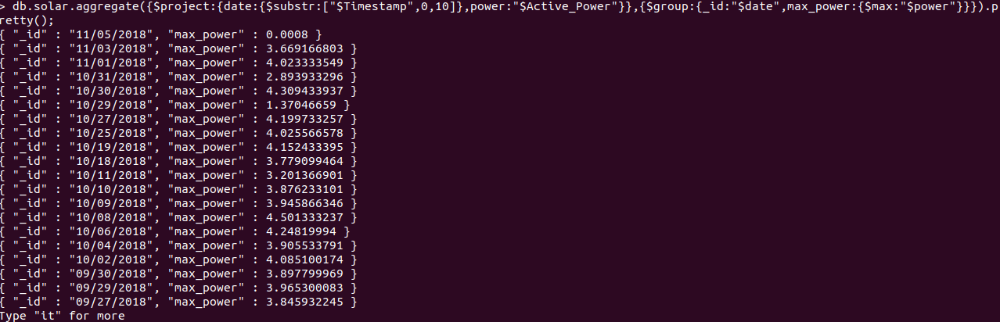 > db.solar.aggregate({$project:{date:{$substr:["$Timestamp",0,10]},power:"$Active_Power"}},{$group:{_id:"$date",max_power:{$max:"$power"}}}).p
retty();
{ "_id" : "11/05/2018", "max_power" : 0.0008 }
{ "_id" : "11/03/2018", "max_power" : 3.669166803 }
{ "_id" : "11/01/2018", "max_power" : 4.023333549 }
{ "_id" : "10/31/2018", "max_power" : 2.893933296 }
{ "_id" : "10/30/2018", "max_power" : 4.309433937 }
{ "_id" : "10/29/2018", "max_power" : 1.37046659 }
{ "_id" : "10/27/2018", "max_power" : 4.199733257 }
{ "_id" : "10/25/2018", "max_power" : 4.025566578 }
{ "_id" : "10/19/2018", "max_power" : 4.152433395 }
{ "_id" : "10/18/2018", "max_power" : 3.779099464 }
{ "_id" : "10/11/2018", "max_power" : 3.201366901 }
{ "_id" : "10/10/2018", "max_power" : 3.876233101 }
{ "_id" : "10/09/2018", "max_power" : 3.945866346 }
{ "_id" : "10/08/2018", "max_power" : 4.501333237 }
{ "_id" : "10/06/2018", "max_power" : 4.24819994 }
{ "_id" : "10/04/2018", "max_power" : 3.905533791 }
{ "_id" : "10/02/2018", "max_power" : 4.085100174 }
{ "_id" : "09/30/2018", "max_power" : 3.897799969 }
{ "_id" : "09/29/2018", "max_power" : 3.965300083 }
{ "_id" : "09/27/2018", "max_power" : 3.845932245 }
Type "it" for more